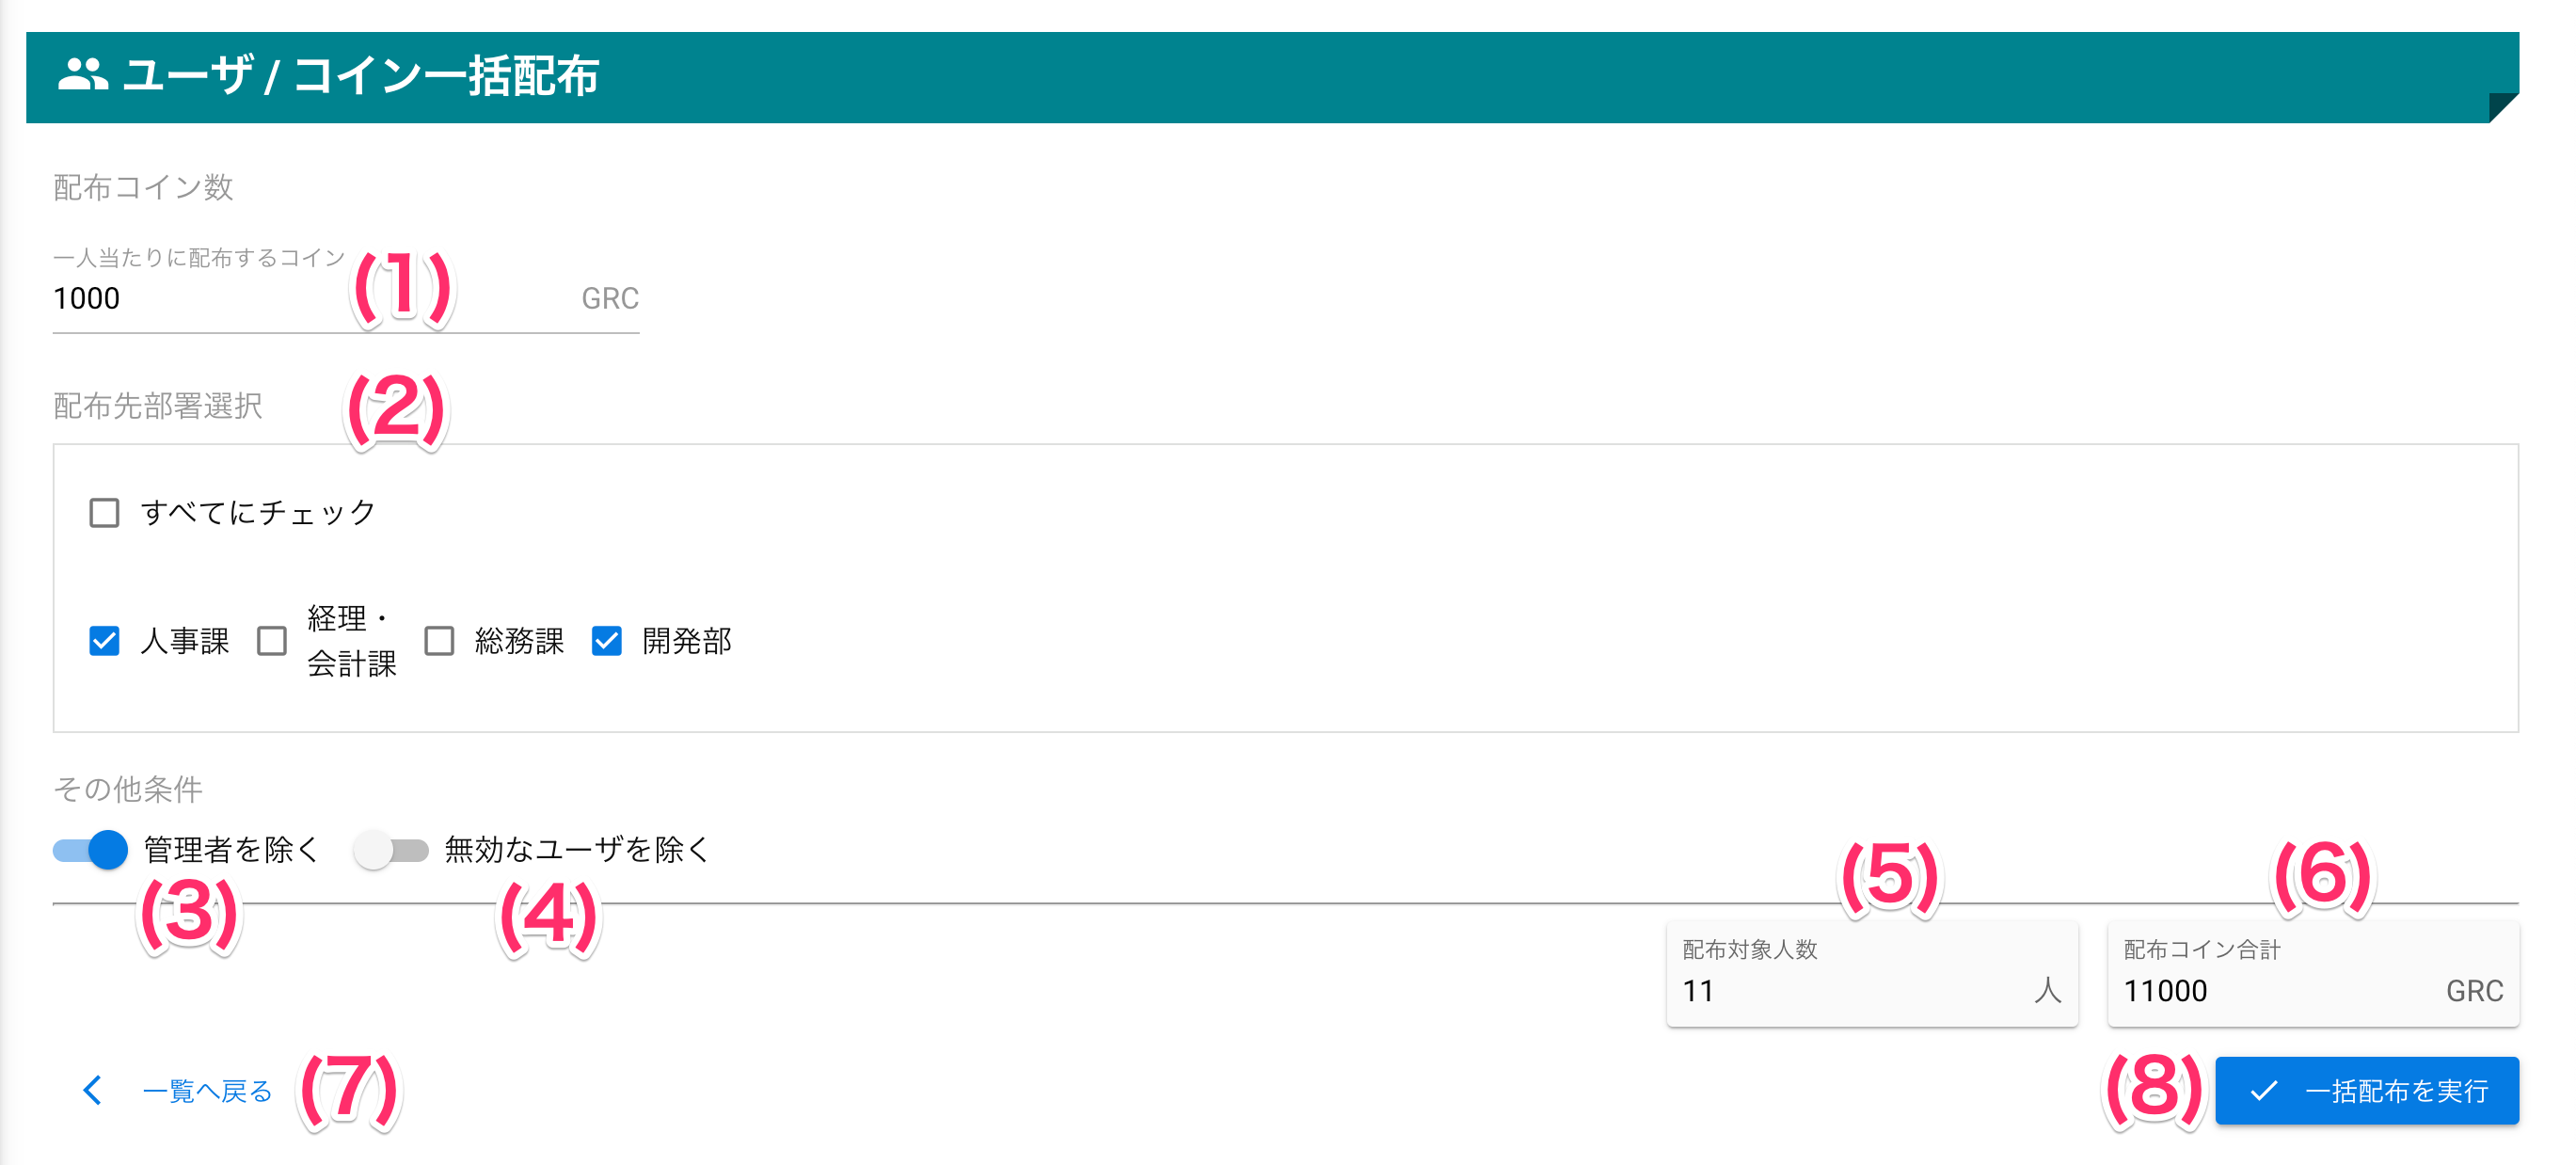 ユーザ / コイン一括配布
配布コイン数
一人当たりに配布するコイン
(1)
1000
GRC
配布先部署選択
(2)
すべてにチェック
人事課
経理・
会計課
総務課
開発部
その他条件
管理者を除く
無効なユーザを除く
(3)
(4)
(5)
(6)
配布対象人数
11
人
配布コイン合計
11000
GRC
一覧へ戻る
(7)
(8)
一括配布を実行